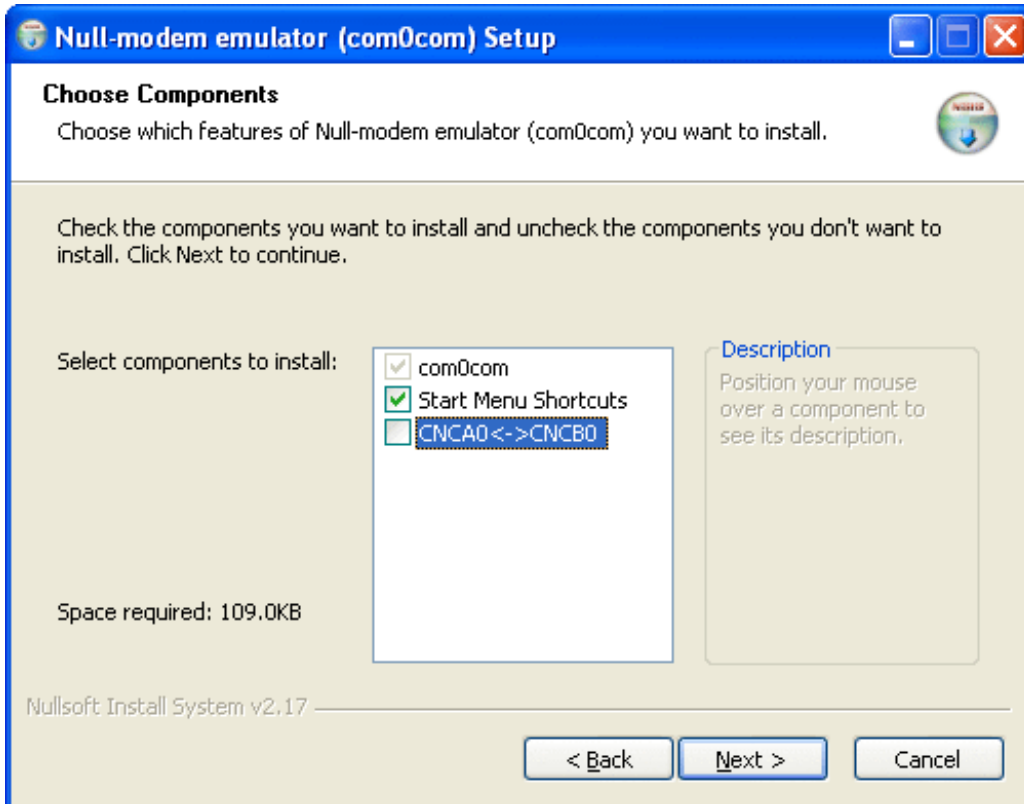 Null-modem emulator (com0com) Setup
Choose Components
Choose which features of Null-modem emulator (com0com) you want to install.
Check the components you want to install and uncheck the components you don't want to
install. Click Next to continue.
Select components to install:
com0com
Start Menu Shortcuts
CNCA0<->CNCB0
Description
Position your mouse
over a component to
see its description.
Space required: 109.0KB
Nullsoft Install System v2.17
< Back
Next >
Cancel